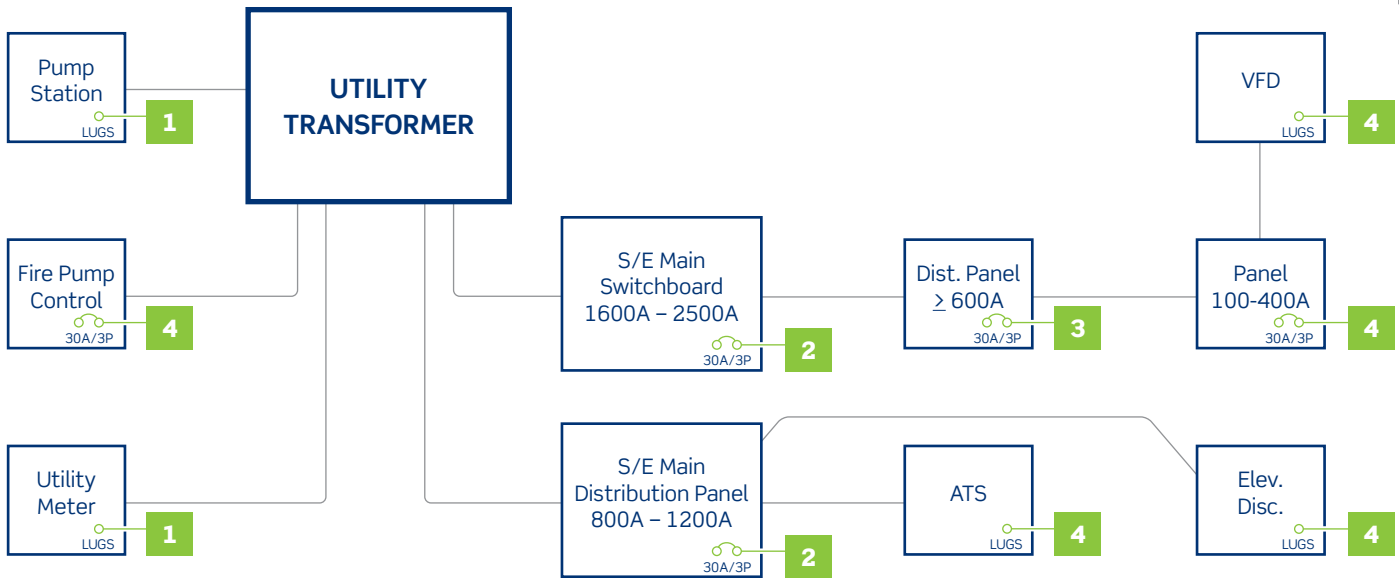 Pump
Station
LUGS
1
UTILITY
TRANSFORMER
VFD
LUGS
4
Fire Pump
Control
30A/3P
4
S/E Main
Switchboard
1600A – 2500A
30A/3P
2
Dist. Panel
≥ 600A
30A/3P
3
Panel
100-400A
30A/3P
4
Utility
Meter
LUGS
1
S/E Main
Distribution Panel
800A – 1200A
30A/3P
2
ATS
LUGS
4
Elev.
Disc.
LUGS
4